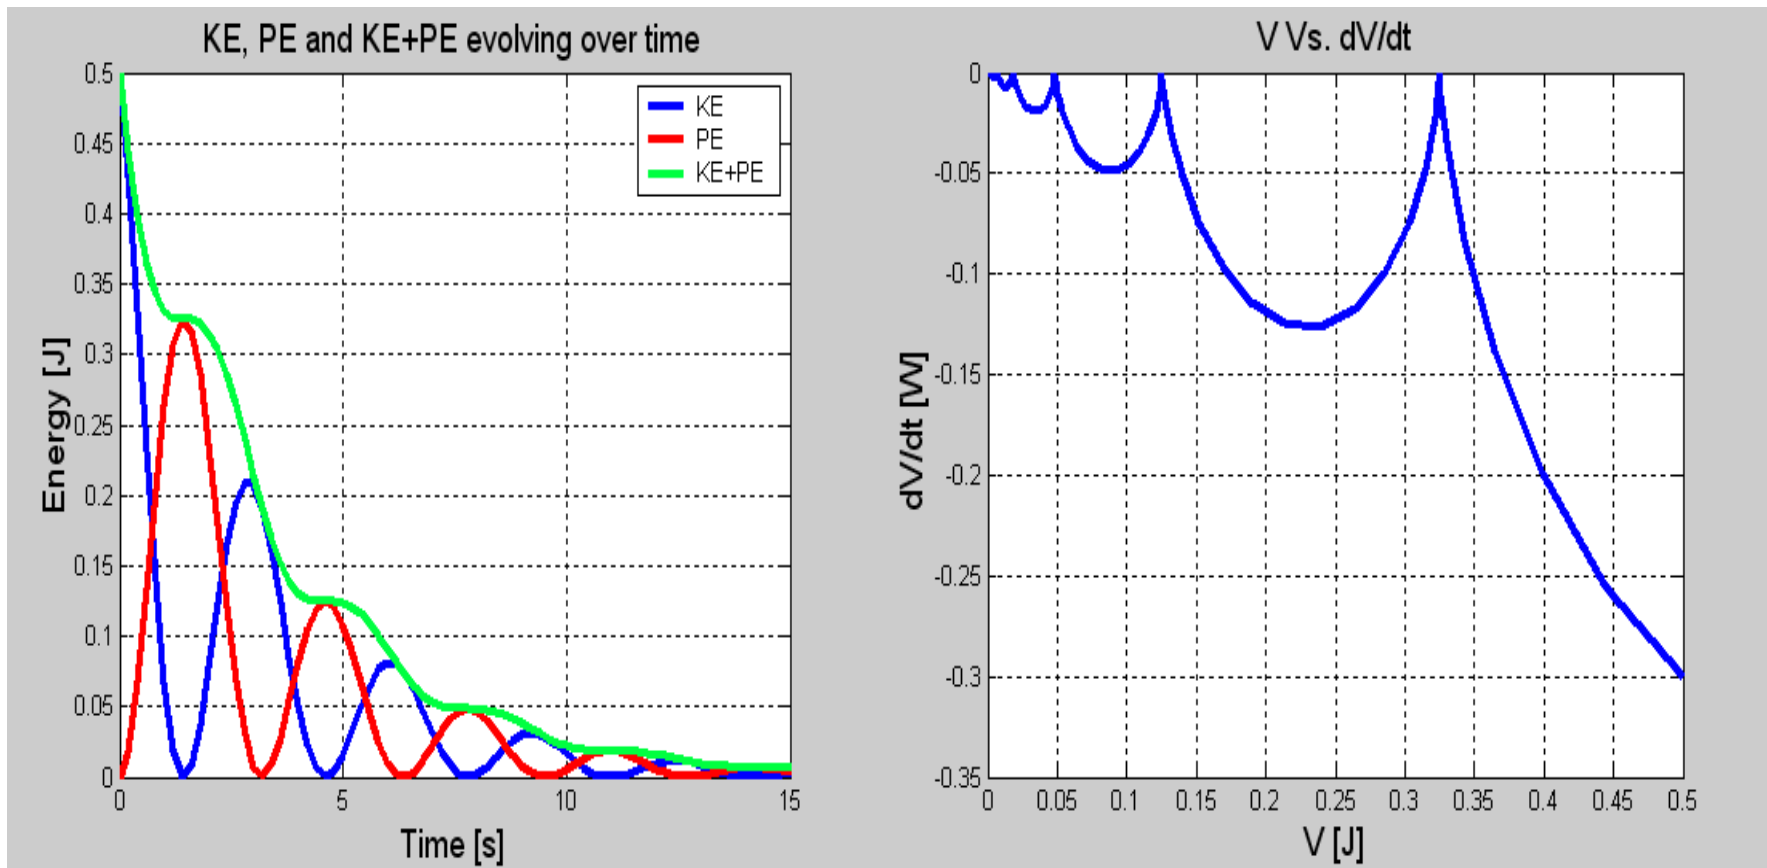 KE, PE and KE+PE evolving over time
0.5
0.45
0.4
0.35
0.3
0.25
0.2
0.15
0.1
0.05
0
Energy [J]
KE
PE
KE+PE
0 5 10 15
Time [s]
V Vs. dV/dt
0
-0.05
-0.1
-0.15
-0.2
-0.25
-0.3
-0.35
dV/dt [W]
0 0.05 0.1 0.15 0.2 0.25 0.3 0.35 0.4 0.45 0.5
V [J]